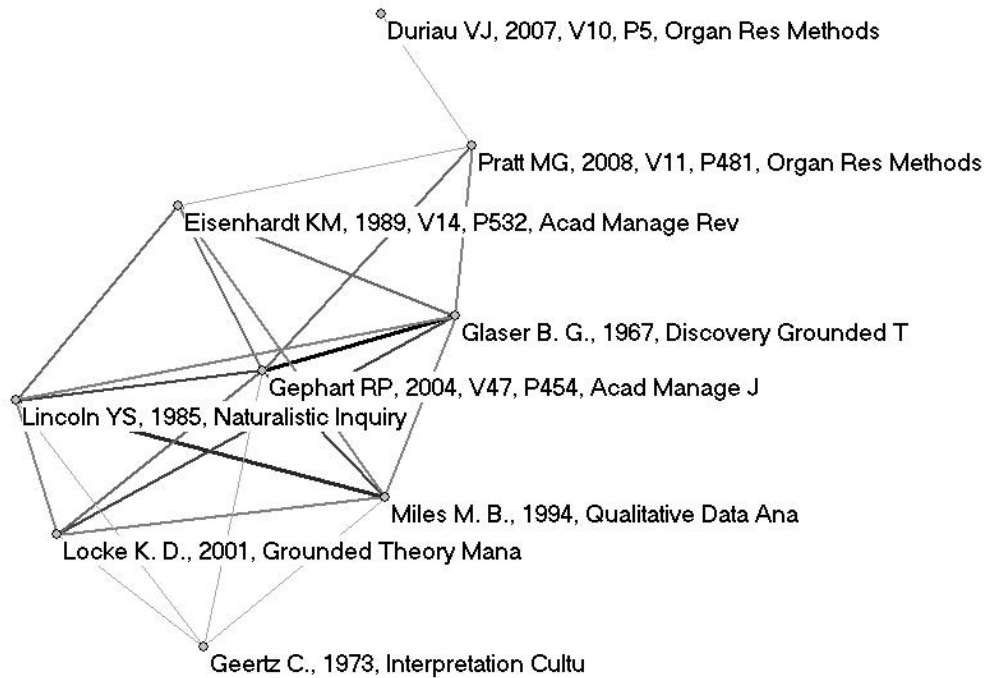 Duriau VJ, 2007, V10, P5, Organ Res Methods
Pratt MG, 2008, V11, P481, Organ Res Methods
Eisenhardt KM, 1989, V14, P532, Acad Manage Rev
Glaser B. G., 1967, Discovery Grounded T
Gephart RP, 2004, V47, P454, Acad Manage J
Lincoln YS, 1985, Naturalistic Inquiry
Miles M. B., 1994, Qualitative Data Ana
Locke K. D., 2001, Grounded Theory Mana
Geertz C., 1973, Interpretation Cultu